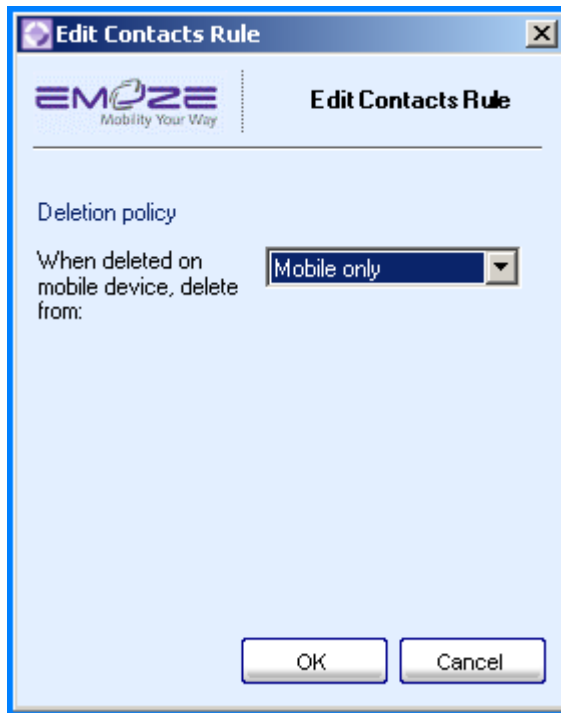 Edit Contacts Rule
EMOZE
Mobility Your Way
Edit Contacts Rule
Deletion policy
When deleted on
mobile device, delete
from:
Mobile only
OK
Cancel